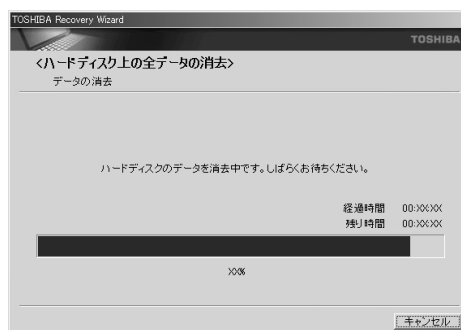 TOSHIBA Recovery Wizard
TOSHIBA
<ハードディスク上の全データの消去>
データの消去
ハードディスクのデータを消去中です。しばらくお待ちください。
経過時間 00:XX:XX
残り時間 00:XX:XX
XX%
キャンセル